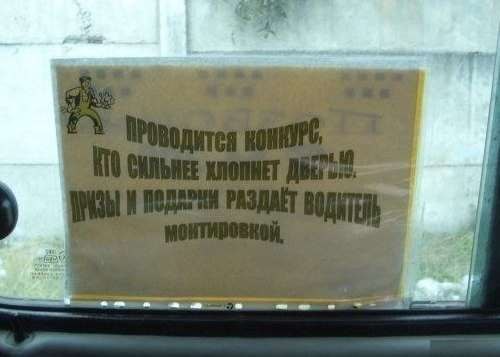 ПРОВОДИТСЯ КОНКУРС,
КТО СИЛЬНЕЕ ХЛОПНЕТ ДВЕРЬЮ.
ПРИЗЫ И ПОДАРКИ РАЗДАЁТ ВОДИТЕЛЬ
МОНТИРОВКОЙ.